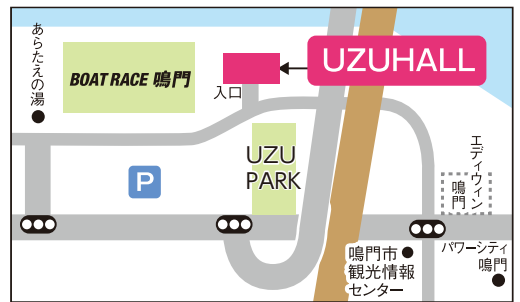 あらたえの湯
BOAT RACE 鳴門
UZUHALL
入口
UZU
PARK
P
エディウィン
鳴門
パワーシティ
鳴門
鳴門市
観光情報
センター